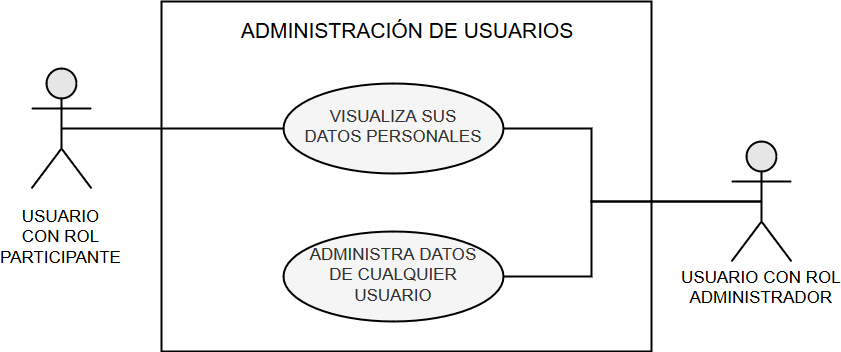 ADMINISTRACIÓN DE USUARIOS
VISUALIZA SUS
DATOS PERSONALES
USUARIO
CON ROL
PARTICIPANTE
ADMINISTRA DATOS
DE CUALQUIER
USUARIO
USUARIO CON ROL
ADMINISTRADOR